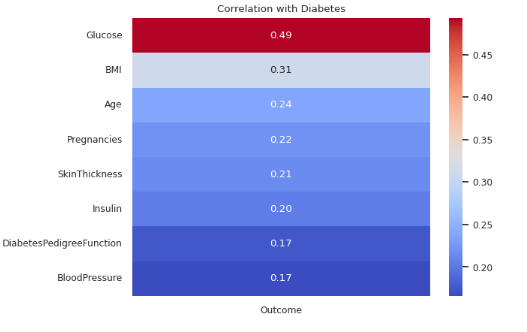 Correlation with Diabetes
Glucose 0.49
BMI 0.31
Age 0.24
Pregnancies 0.22
SkinThickness 0.21
Insulin 0.20
DiabetesPedigreeFunction 0.17
BloodPressure 0.17
Outcome
0.45
0.40
0.35
0.30
0.25
0.20